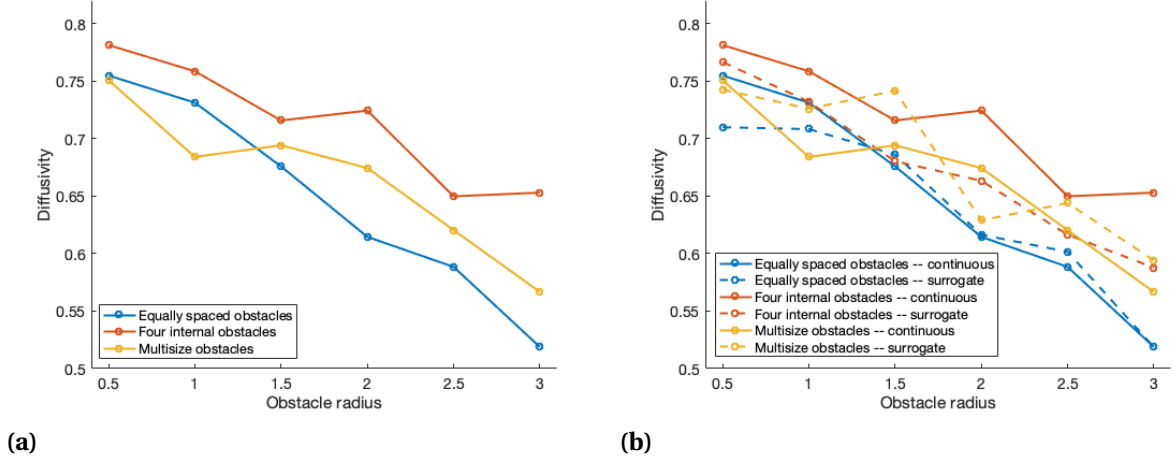 0.8
0.75
0.7
0.65
0.6
0.55
0.5
Diffusivity
Equally spaced obstacles
Four internal obstacles
Multisize obstacles
0.5 1 1.5 2 2.5 3
Obstacle radius
(a)
0.8
0.75
0.7
0.65
0.6
0.55
0.5
Diffusivity
Equally spaced obstacles -- continuous
Equally spaced obstacles -- surrogate
Four internal obstacles -- continuous
Four internal obstacles -- surrogate
Multisize obstacles -- continuous
Multisize obstacles -- surrogate
0.5 1 1.5 2 2.5 3
Obstacle radius
(b)